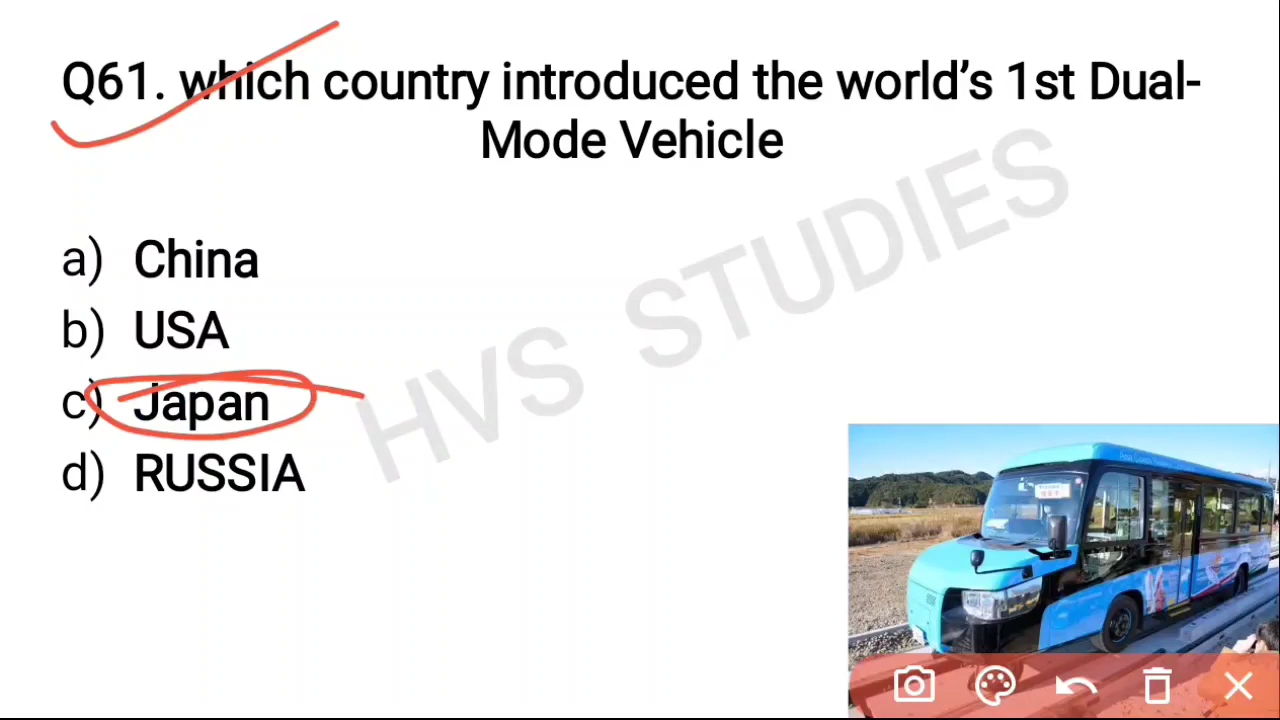 Q61. which country introduced the world’s 1st Dual-
Mode Vehicle
a) China
b) USA
c) Japan
d) RUSSIA
HVS STUDIES